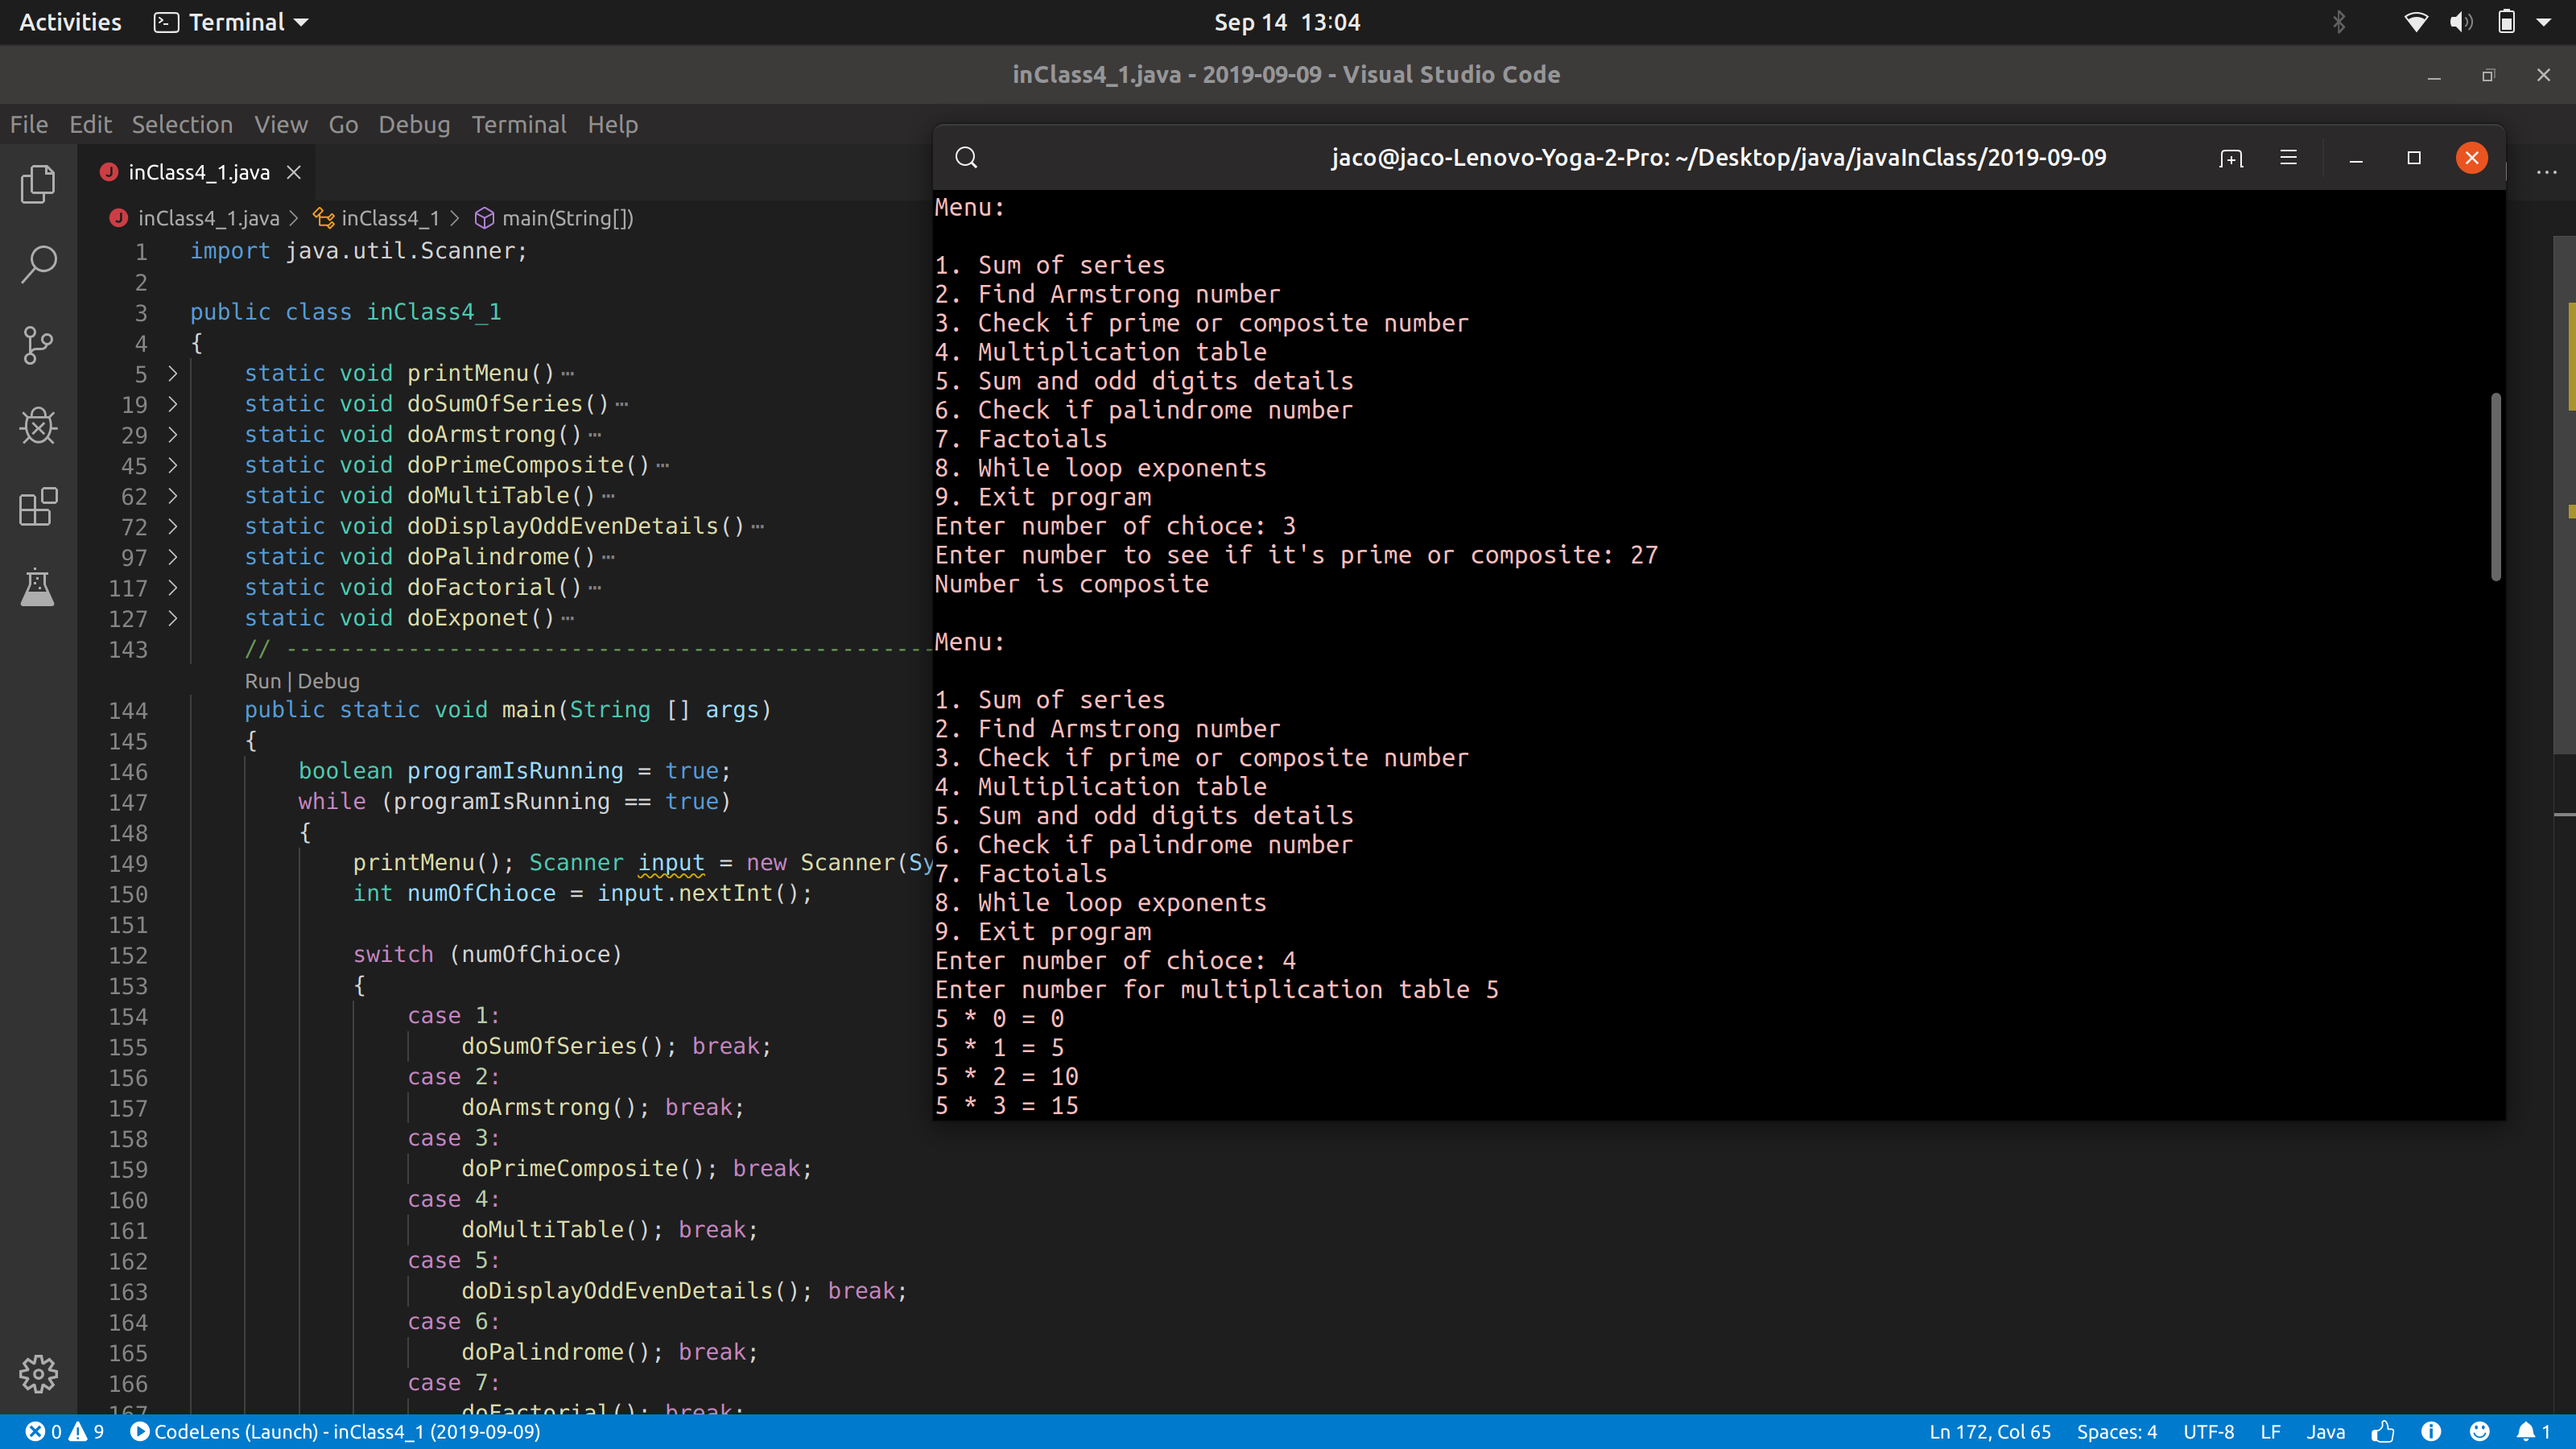 Activities Terminal Sep 14 13:04
inClass4_1.java - 2019-09-09 - Visual Studio Code
File Edit Selection View Go Debug Terminal Help
inClass4_1.java
inClass4_1.java > inClass4_1 > main(String[])
1 import java.util.Scanner;
2
3 public class inClass4_1
4 {
5 static void printMenu()
19 static void doSumOfSeries()
29 static void doArmstrong()
45 static void doPrimeComposite()
62 static void doMultiTable()
72 static void doDisplayOddEvenDetails()
97 static void doPalindrome()
117 static void doFactorial()
127 static void doExponet()
143 // ------------------------------------------------
Run | Debug
144 public static void main(String [] args)
145 {
146 boolean programIsRunning = true;
147 while (programIsRunning == true)
148 {
149 printMenu(); Scanner input = new Scanner(Sy
150 int numOfChioce = input.nextInt();
151
152 switch (numOfChioce)
153 {
154 case 1:
155 doSumOfSeries(); break;
156 case 2:
157 doArmstrong(); break;
158 case 3:
159 doPrimeComposite(); break;
160 case 4:
161 doMultiTable(); break;
162 case 5:
163 doDisplayOddEvenDetails(); break;
164 case 6:
165 doPalindrome(); break;
166 case 7:
167 doFactorial(); break;
jaco@jaco-Lenovo-Yoga-2-Pro: ~/Desktop/java/javaInClass/2019-09-09
Menu:
1. Sum of series
2. Find Armstrong number
3. Check if prime or composite number
4. Multiplication table
5. Sum and odd digits details
6. Check if palindrome number
7. Factoials
8. While loop exponents
9. Exit program
Enter number of chioce: 3
Enter number to see if it's prime or composite: 27
Number is composite
Menu:
1. Sum of series
2. Find Armstrong number
3. Check if prime or composite number
4. Multiplication table
5. Sum and odd digits details
6. Check if palindrome number
7. Factoials
8. While loop exponents
9. Exit program
Enter number of chioce: 4
Enter number for multiplication table 5
5 * 0 = 0
5 * 1 = 5
5 * 2 = 10
5 * 3 = 15
0 9 CodeLens (Launch) - inClass4_1 (2019-09-09) Ln 172, Col 65 Spaces: 4 UTF-8 LF Java 1